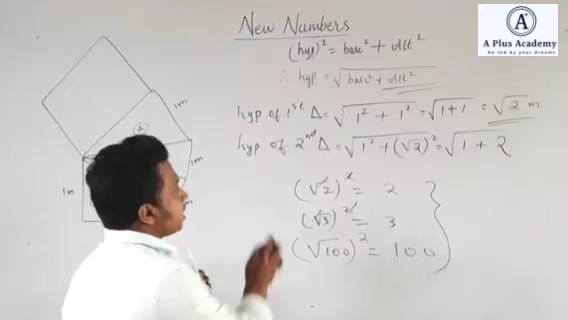 A Plus Academy
be led by your dreams
New Numbers
(hyp)² = base² + alt²
∴ hyp = √base² + alt²
hyp of 1st Δ = √1² + 1² = √1+1 = √2 m
hyp of 2nd Δ = √1² + (√2)² = √1 + 2
(√2)² = 2
(√3)² = 3
(√100)² = 100
1m
1m
1m